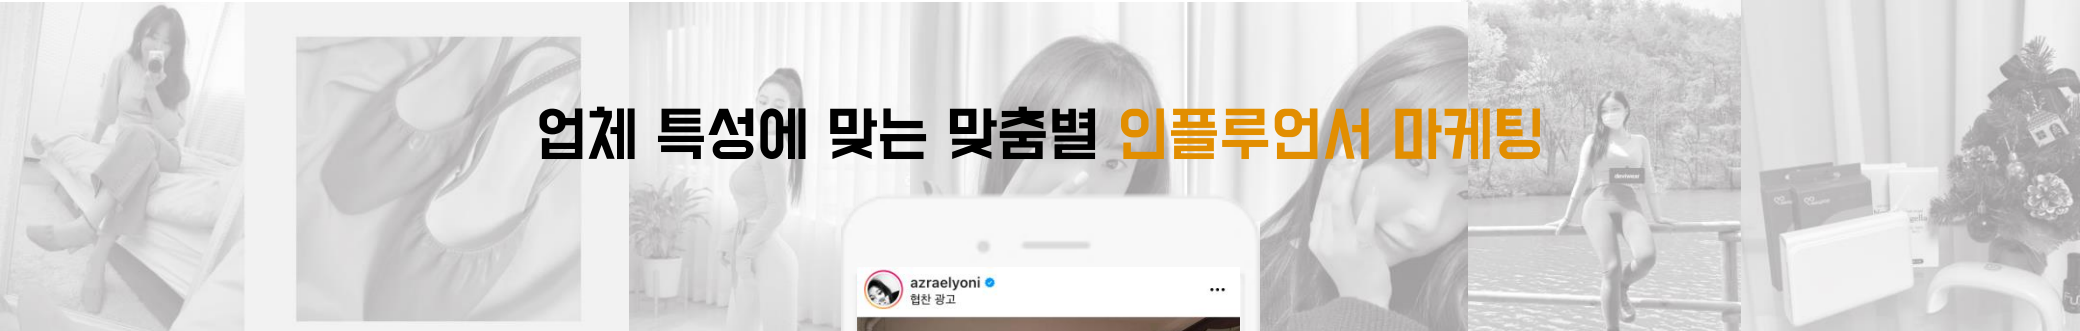 업체 특성에 맞는 맞춤별 인플루언서 마케팅
azraelyoni
협찬 광고
devivear